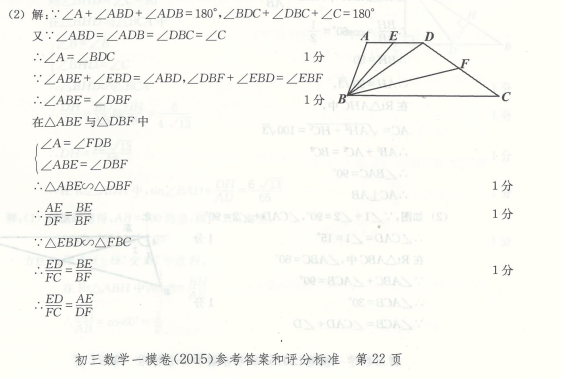 (2) 解:∵∠A+∠ABD+∠ADB=180°,∠BDC+∠DBC+∠C=180°
又∵∠ABD=∠ADB=∠DBC=∠C
∴∠A=∠BDC 1分
∵∠ABE+∠EBD=∠ABD,∠DBF+∠EBD=∠EBF
∴∠ABE=∠DBF 1分
A E D
F
B C
在△ABE与△DBF中
{∠A=∠FDB
∠ABE=∠DBF
∴△ABE∽△DBF 1分
∴AE/DF=BE/BF 1分
∵△EBD∽△FBC
∴ED/FC=BE/BF 1分
∴ED/FC=AE/DF
初三数学一模卷(2015)参考答案和评分标准 第22页